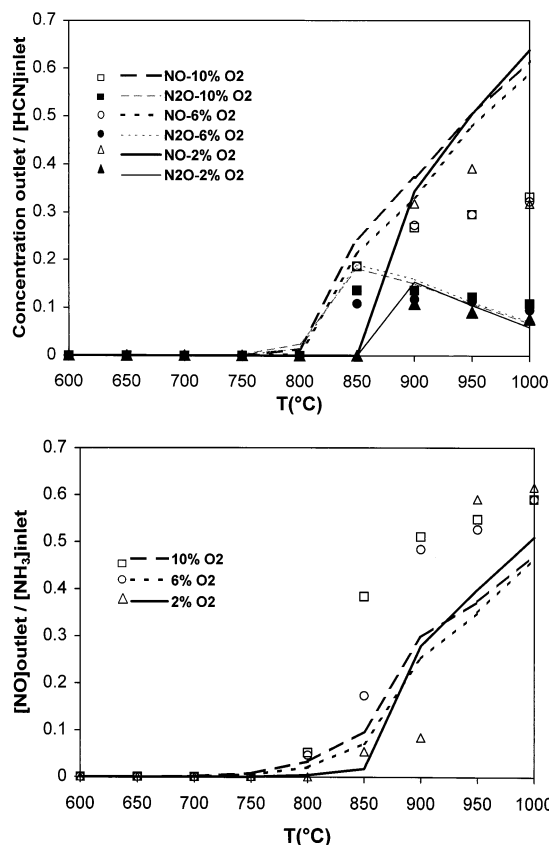 0.7
0.6
0.5
0.4
0.3
0.2
0.1
0
Concentration outlet / [HCN]inlet
NO-10% O2
N2O-10% O2
NO-6% O2
N2O-6% O2
NO-2% O2
N2O-2% O2
600 650 700 750 800 850 900 950 1000
T(°C)
0.7
0.6
0.5
0.4
0.3
0.2
0.1
0
[NO]outlet / [NH3]inlet
10% O2
6% O2
2% O2
600 650 700 750 800 850 900 950 1000
T(°C)